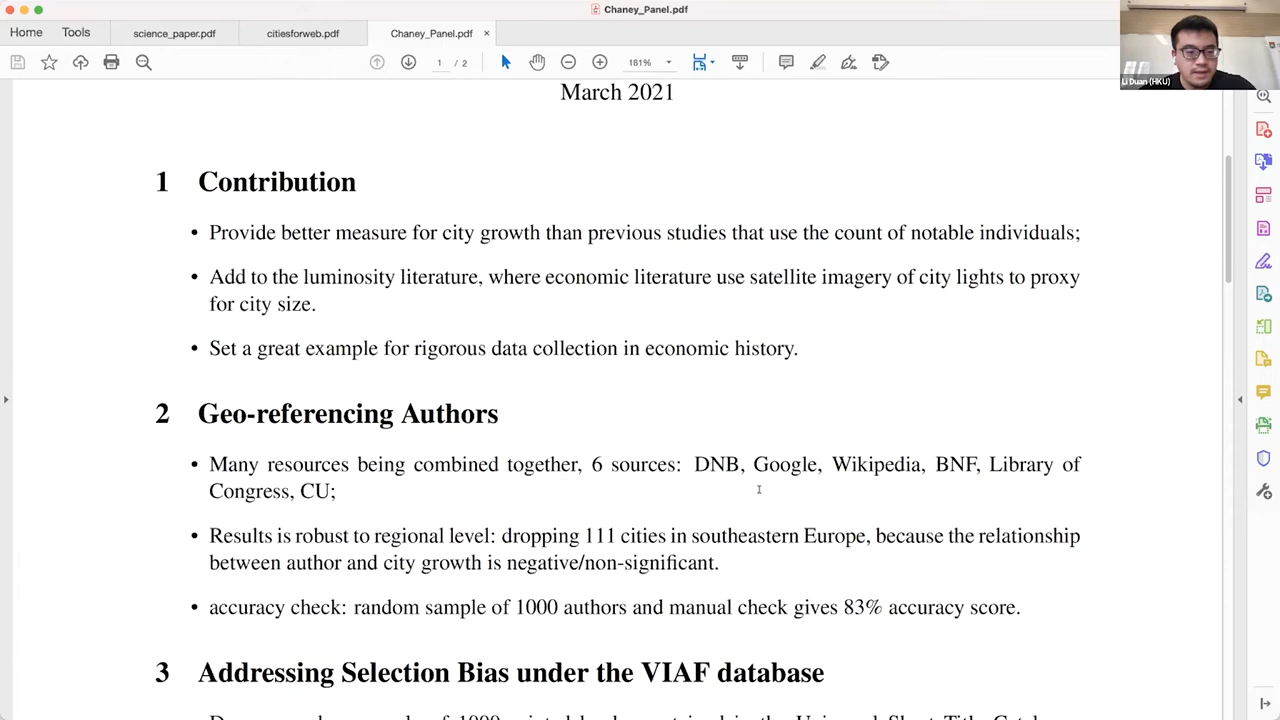 Chaney_Panel.pdf
Home Tools science_paper.pdf citiesforweb.pdf Chaney_Panel.pdf ×
1 / 2 181%
Li Duan (HKU)
March 2021
1 Contribution
• Provide better measure for city growth than previous studies that use the count of notable individuals;
• Add to the luminosity literature, where economic literature use satellite imagery of city lights to proxy
for city size.
• Set a great example for rigorous data collection in economic history.
2 Geo-referencing Authors
• Many resources being combined together, 6 sources: DNB, Google, Wikipedia, BNF, Library of
Congress, CU;
• Results is robust to regional level: dropping 111 cities in southeastern Europe, because the relationship
between author and city growth is negative/non-significant.
• accuracy check: random sample of 1000 authors and manual check gives 83% accuracy score.
3 Addressing Selection Bias under the VIAF database